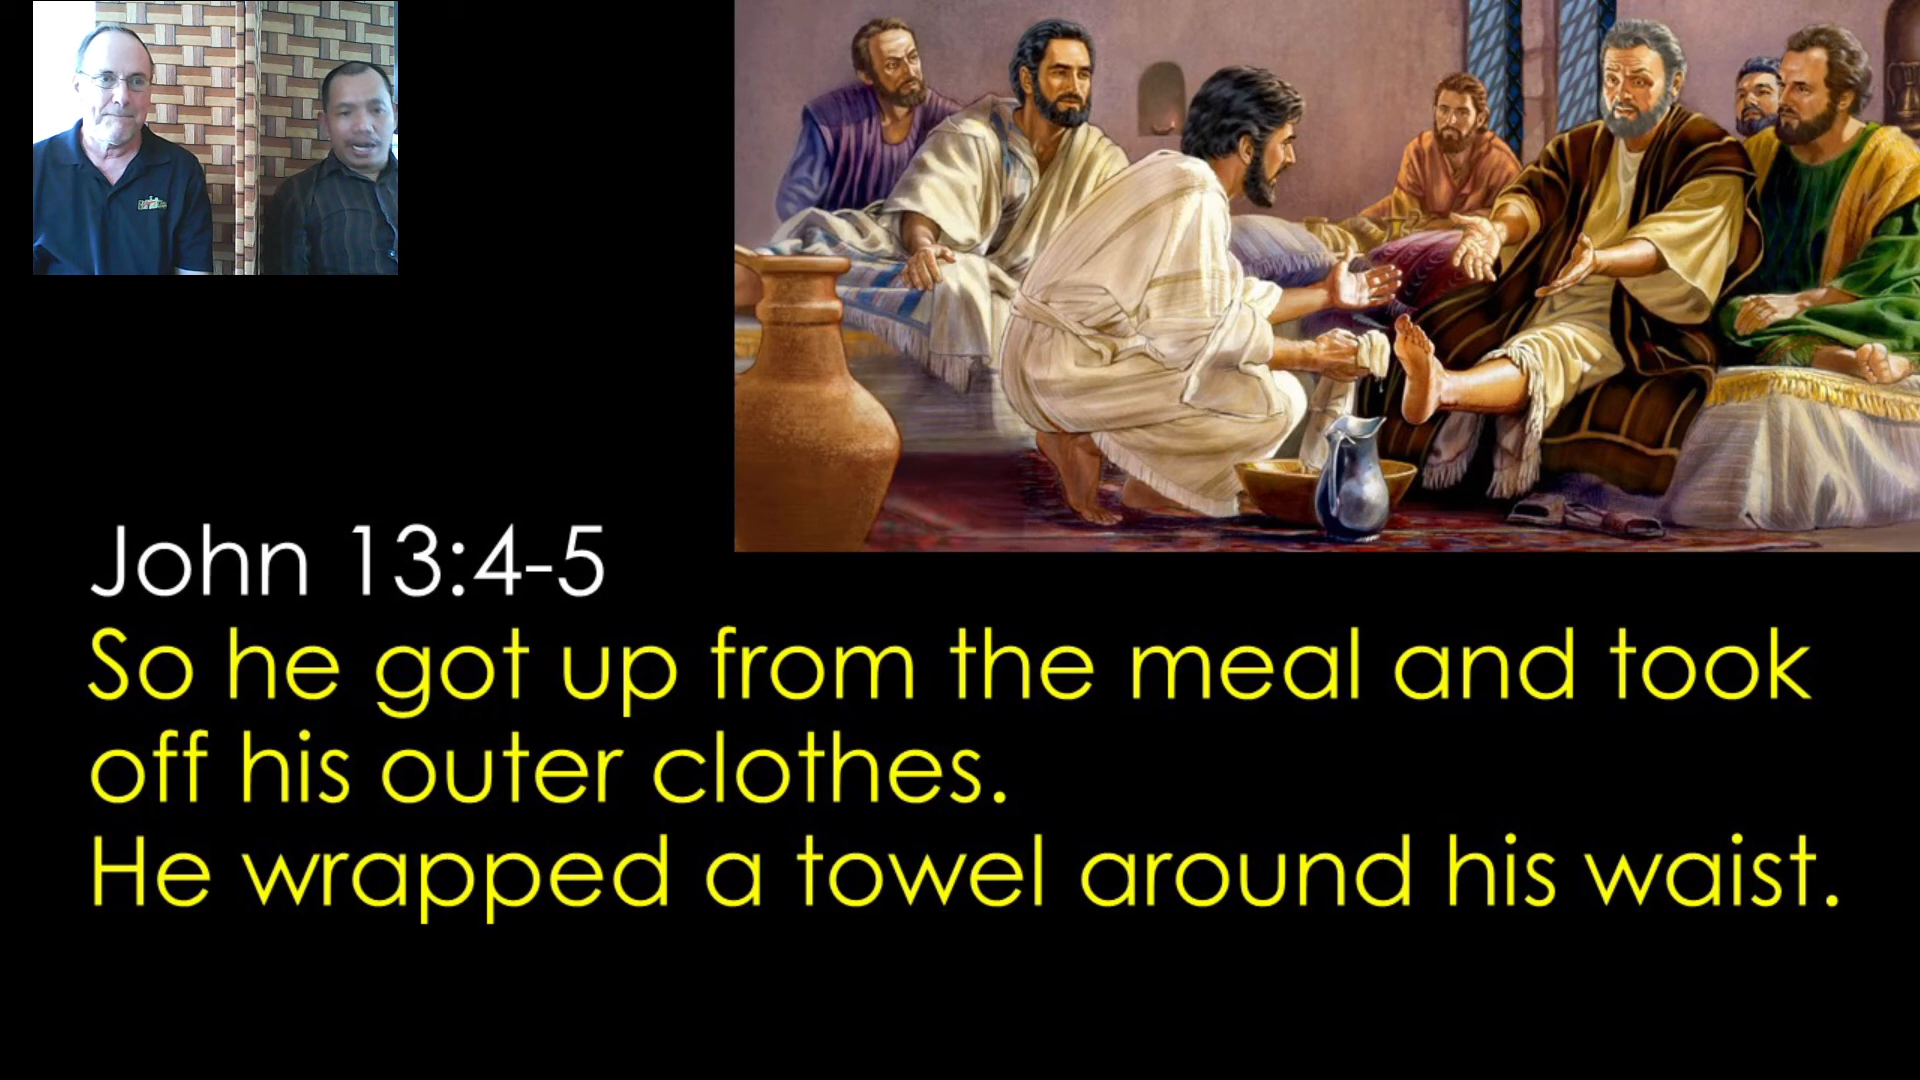 John 13:4-5
So he got up from the meal and took
off his outer clothes.
He wrapped a towel around his waist.